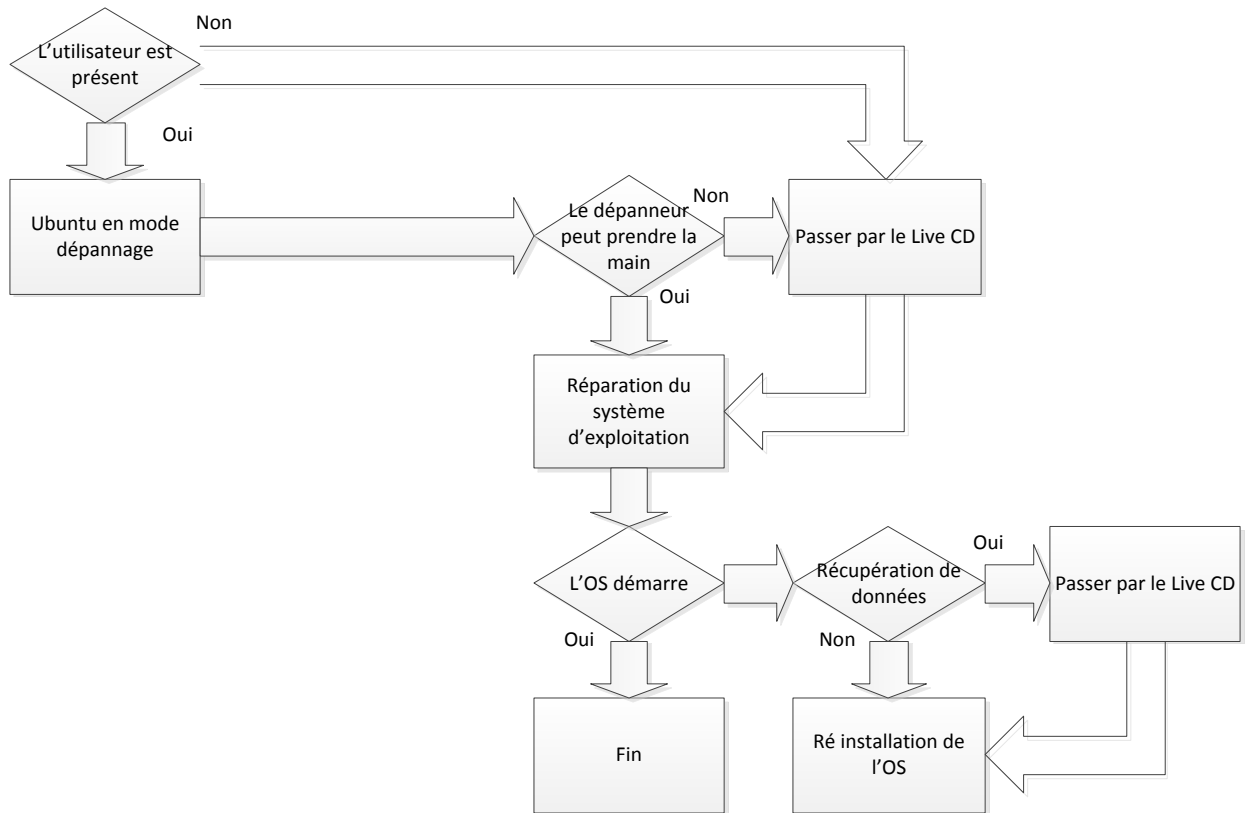 Non
L’utilisateur est
présent
Oui
Ubuntu en mode
dépannage
Le dépanneur
peut prendre la
main
Non
Passer par le Live CD
Oui
Réparation du
système
d’exploitation
L’OS démarre
Récupération de
données
Oui
Passer par le Live CD
Oui
Non
Fin
Ré installation de
l’OS